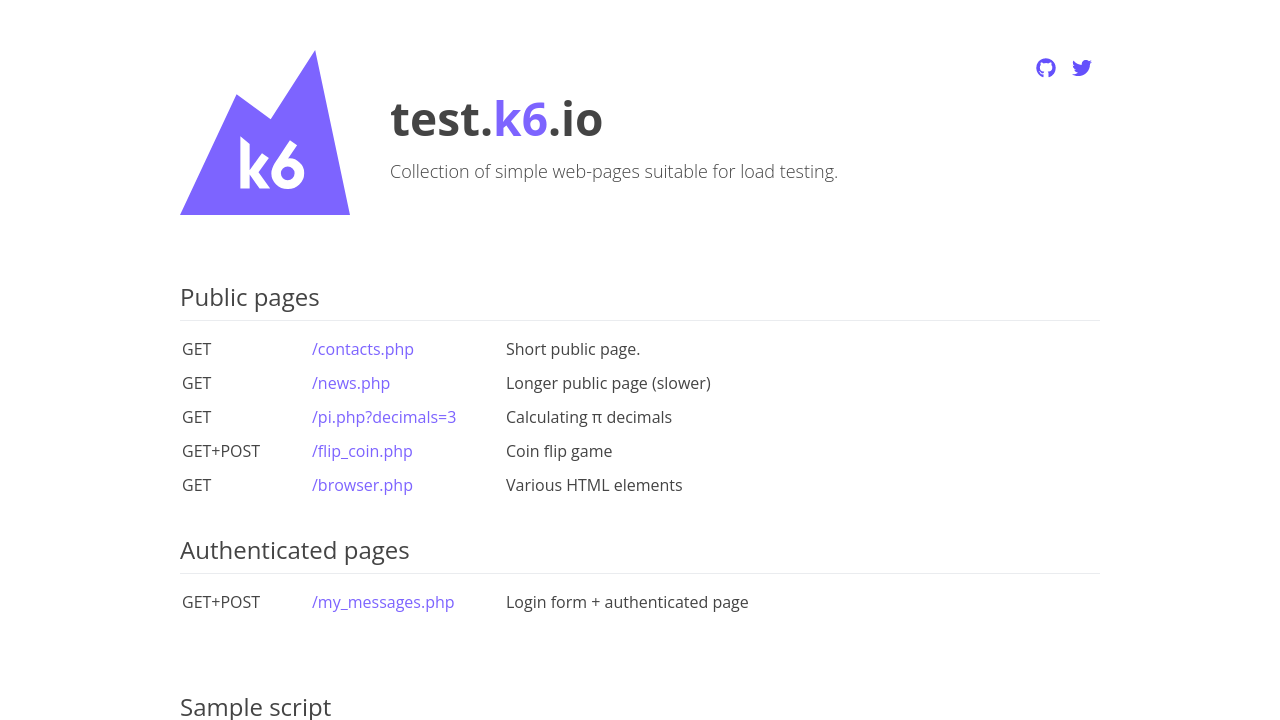 k6
test.k6.io
Collection of simple web-pages suitable for load testing.
Public pages
GET /contacts.php Short public page.
GET /news.php Longer public page (slower)
GET /pi.php?decimals=3 Calculating π decimals
GET+POST /flip_coin.php Coin flip game
GET /browser.php Various HTML elements
Authenticated pages
GET+POST /my_messages.php Login form + authenticated page
Sample script